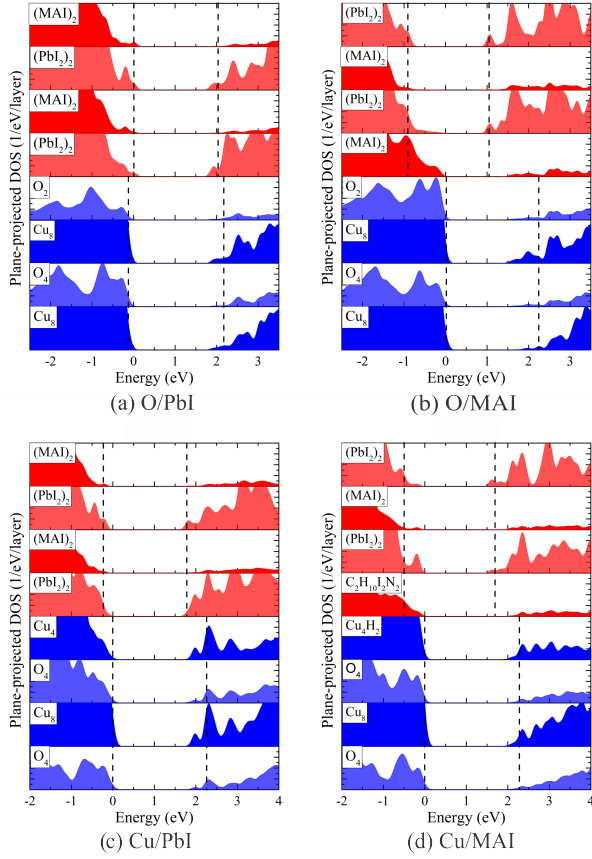 Plane-projected DOS (1/eV/layer)
(MAI)₂
(PbI₂)₂
(MAI)₂
(PbI₂)₂
O₂
Cu₈
O₄
Cu₈
-2 -1 0 1 2 3
Energy (eV)
(a) O/PbI
Plane-projected DOS (1/eV/layer)
(PbI₂)₂
(MAI)₂
(PbI₂)₂
(MAI)₂
O₂
Cu₈
O₄
Cu₈
-2 -1 0 1 2 3
Energy (eV)
(b) O/MAI
Plane-projected DOS (1/eV/layer)
(MAI)₂
(PbI₂)₂
(MAI)₂
(PbI₂)₂
Cu₄
O₄
Cu₈
O₄
-2 -1 0 1 2 3 4
Energy (eV)
(c) Cu/PbI
Plane-projected DOS (1/eV/layer)
(PbI₂)₂
(MAI)₂
(PbI₂)₂
C₂H₁₀I₂N₂
Cu₄H₂
O₄
Cu₈
O₄
-2 -1 0 1 2 3 4
Energy (eV)
(d) Cu/MAI